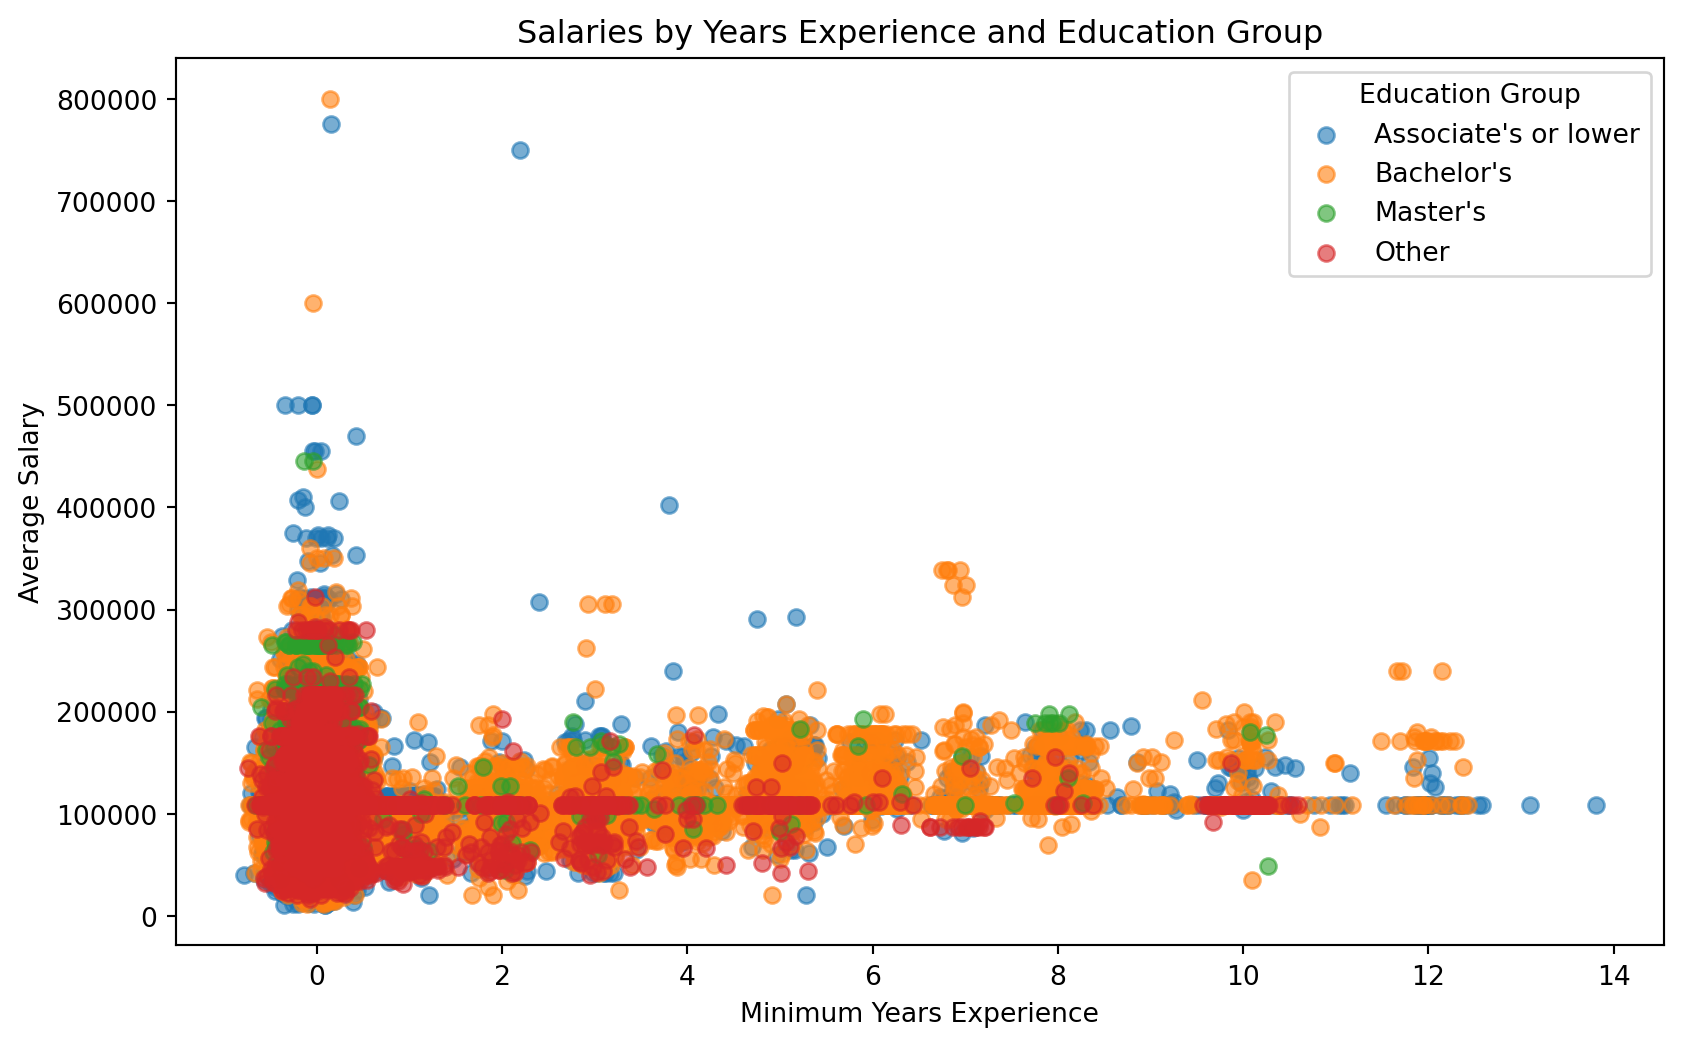 Salaries by Years Experience and Education Group
Education Group
Associate's or lower
Bachelor's
Master's
Other
800000
700000
600000
500000
400000
300000
200000
100000
0
Average Salary
0 2 4 6 8 10 12 14
Minimum Years Experience